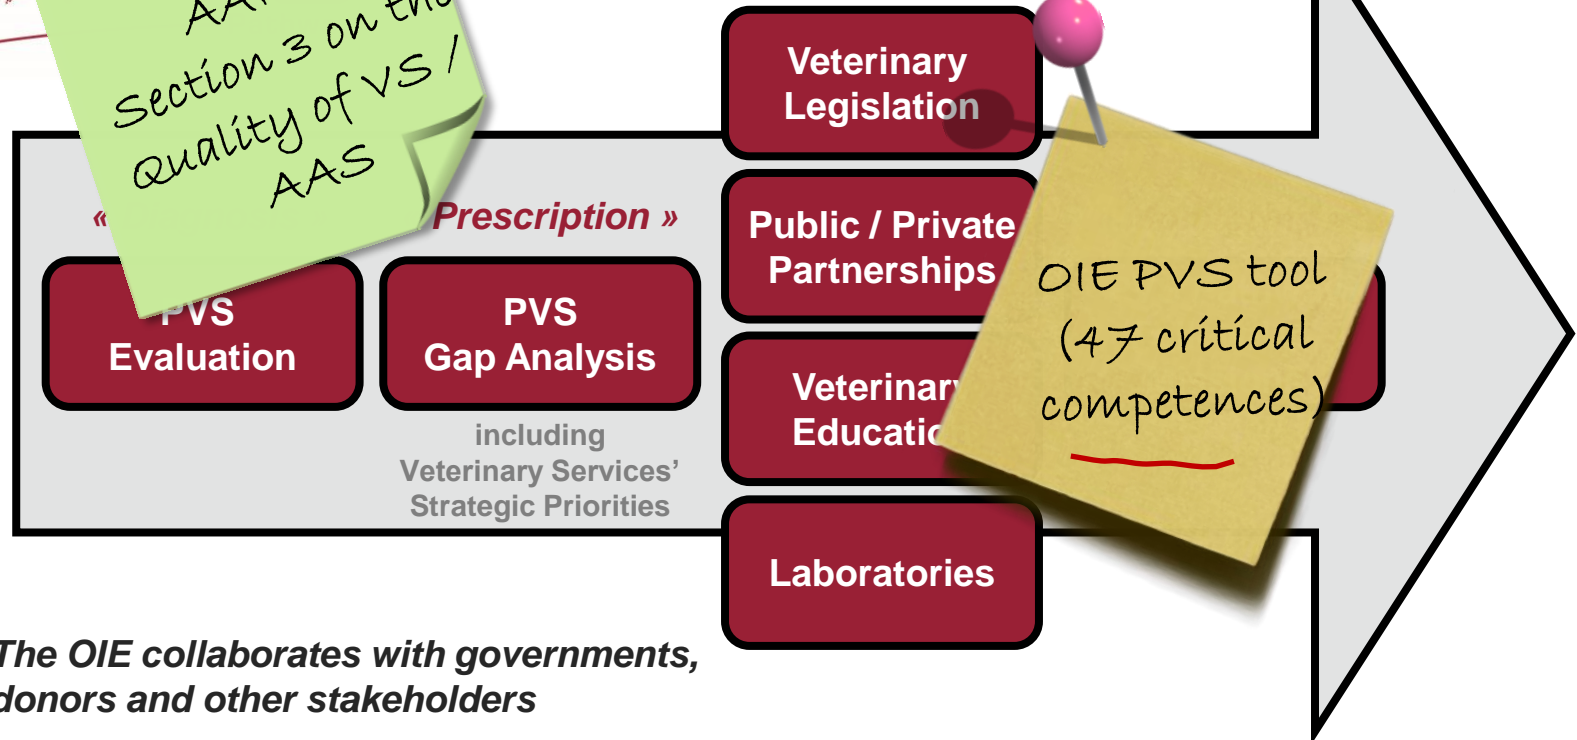 Section 3 on the
Quality of VS /
AAS
Veterinary
Legislation
«
Prescription »
Public / Private
Partnerships
PVS
Evaluation
PVS
Gap Analysis
including
Veterinary Services’
Strategic Priorities
Veterinary
Education
Laboratories
OIE PVS tool
(47 critical
competences)
The OIE collaborates with governments,
donors and other stakeholders